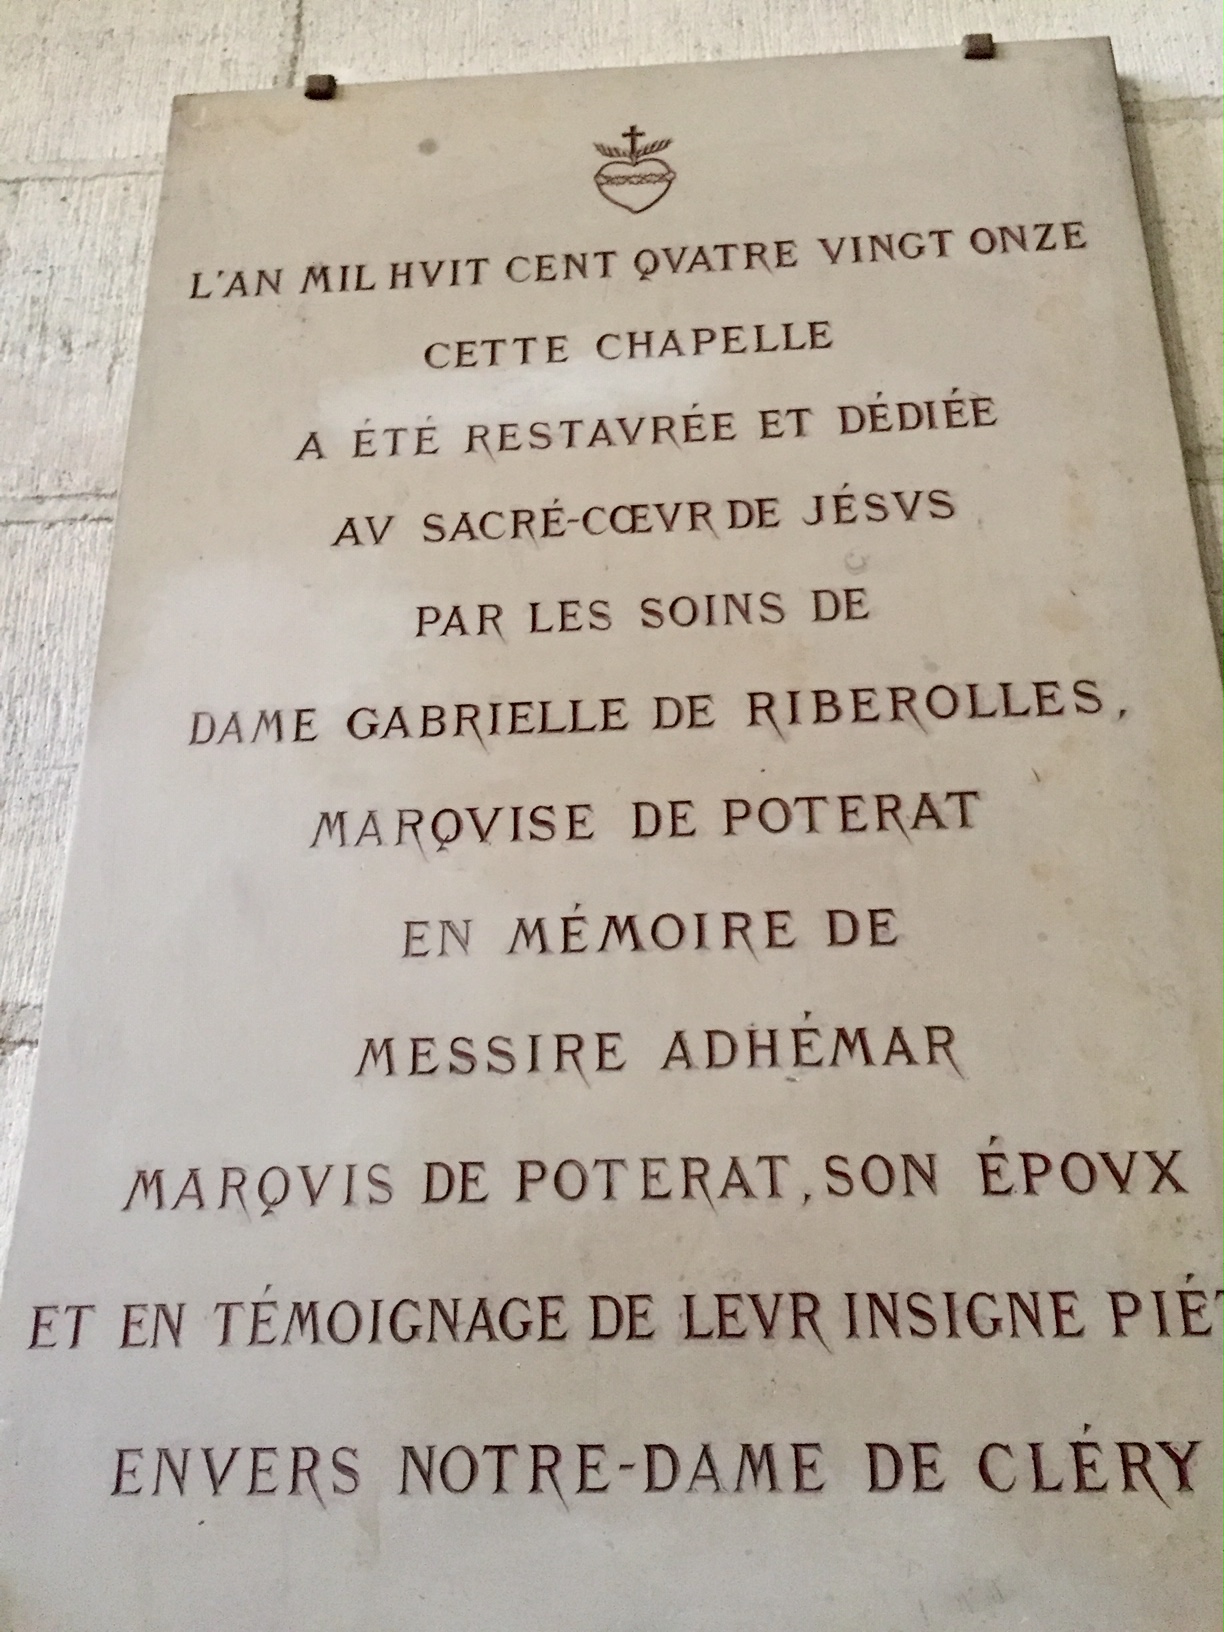 L'AN MIL HVIT CENT QVATRE VINGT ONZE
CETTE CHAPELLE
A ÉTÉ RESTAVRÉE ET DÉDIÉE
AV SACRÉ-CŒVR DE JÉSVS
PAR LES SOINS DE
DAME GABRIELLE DE RIBEROLLES,
MARQVISE DE POTERAT
EN MÉMOIRE DE
MESSIRE ADHÉMAR
MARQVIS DE POTERAT, SON ÉPOVX
ET EN TÉMOIGNAGE DE LEVR INSIGNE PIÉT
ENVERS NOTRE-DAME DE CLÉRY